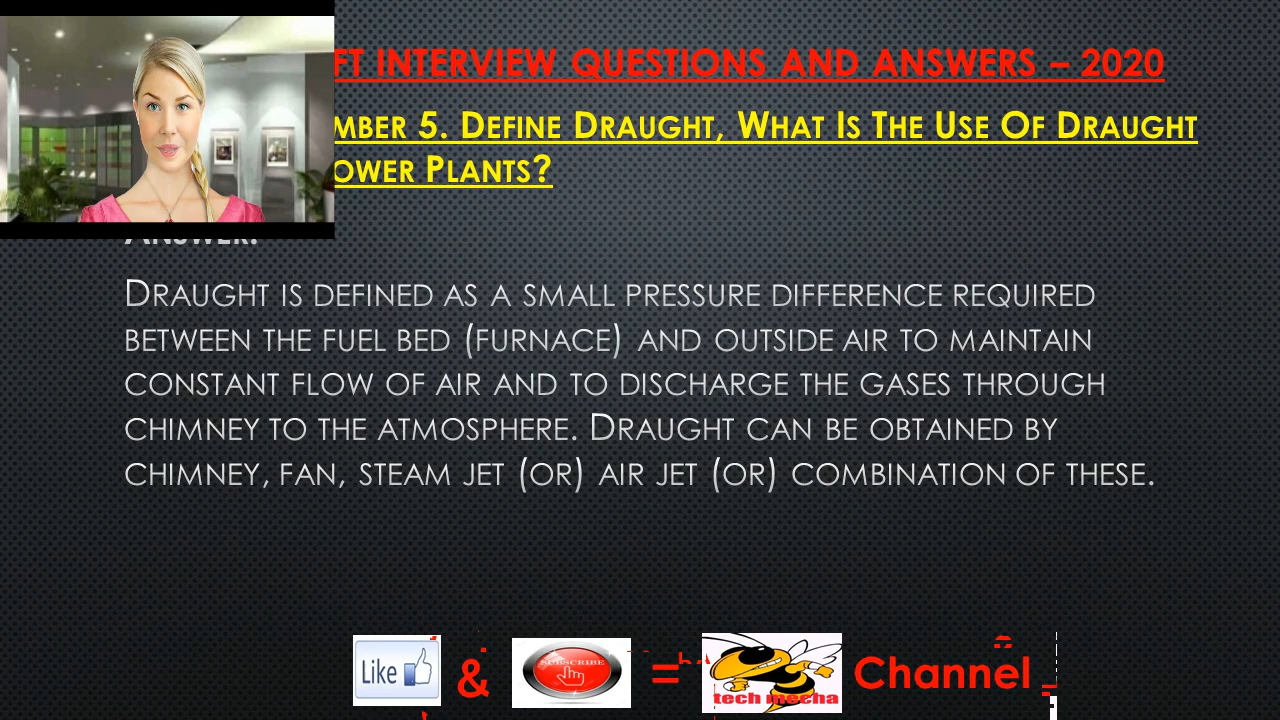 FT INTERVIEW QUESTIONS AND ANSWERS – 2020
MBER 5. DEFINE DRAUGHT, WHAT IS THE USE OF DRAUGHT
OWER PLANTS?
ANSWER:
DRAUGHT IS DEFINED AS A SMALL PRESSURE DIFFERENCE REQUIRED
BETWEEN THE FUEL BED (FURNACE) AND OUTSIDE AIR TO MAINTAIN
CONSTANT FLOW OF AIR AND TO DISCHARGE THE GASES THROUGH
CHIMNEY TO THE ATMOSPHERE. DRAUGHT CAN BE OBTAINED BY
CHIMNEY, FAN, STEAM JET (OR) AIR JET (OR) COMBINATION OF THESE.
Like & SUBSCRIBE = tech mecha Channel